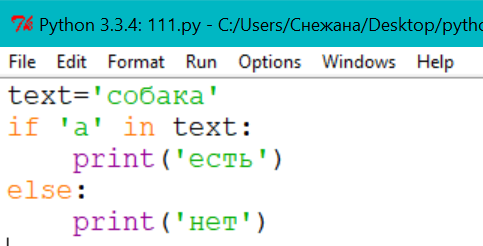 Python 3.3.4: 111.py - C:/Users/Снежана/Desktop/pytho
File Edit Format Run Options Windows Help
text='собака'
if 'а' in text:
    print('есть')
else:
    print('нет')